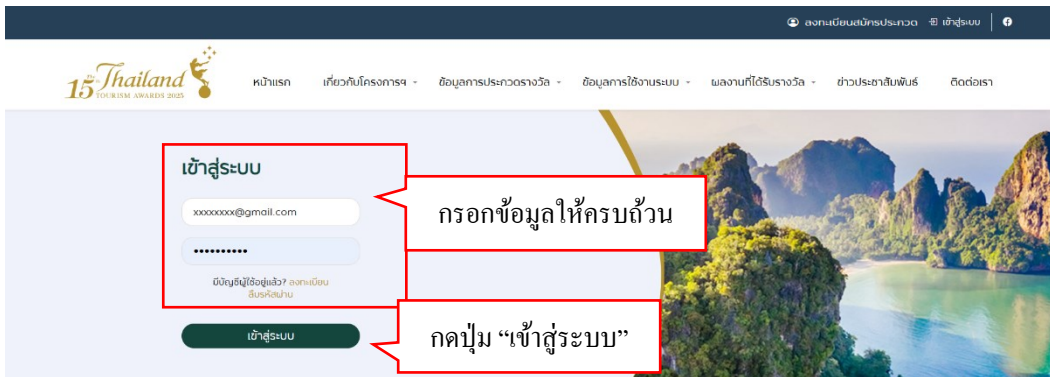 ลงทะเบียนสมัครประกวด เข้าสู่ระบบ
The 15th Thailand
TOURISM AWARDS 2025
หน้าแรก เกี่ยวกับโครงการฯ ข้อมูลการประกวดรางวัล ข้อมูลการใช้งานระบบ ผลงานที่ได้รับรางวัล ข่าวประชาสัมพันธ์ ติดต่อเรา
เข้าสู่ระบบ
xxxxxxxx@gmail.com
••••••••••
กรอกข้อมูลให้ครบถ้วน
มีบัญชีผู้ใช้อยู่แล้ว? ลงทะเบียน
ลืมรหัสผ่าน
เข้าสู่ระบบ
กดปุ่ม “เข้าสู่ระบบ”